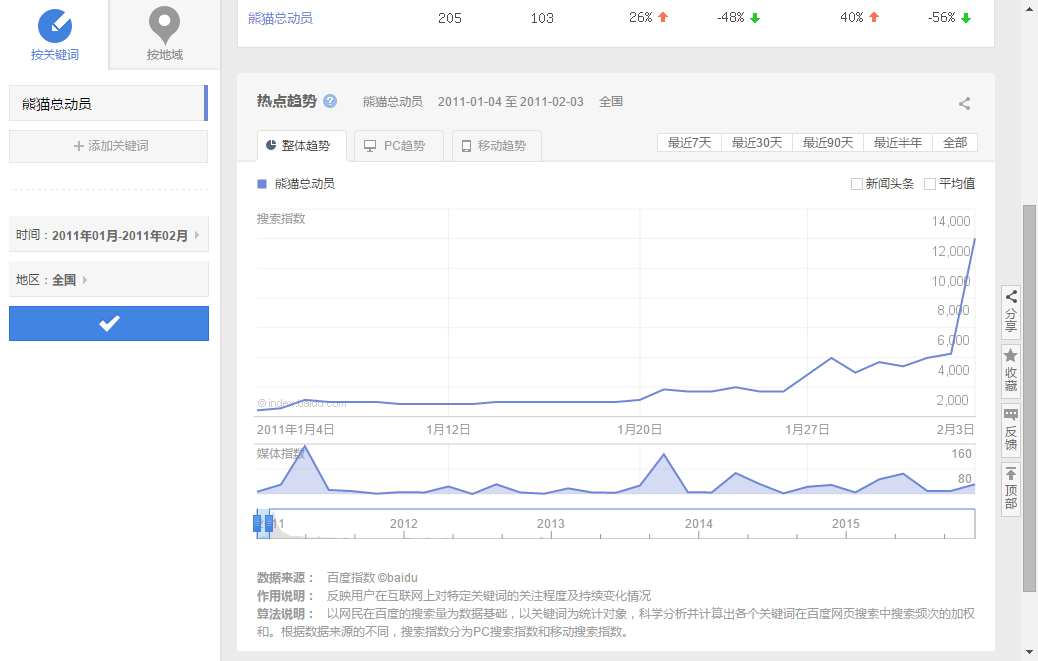 按关键词
按地域
熊猫总动员
添加关键词
时间：2011年01月-2011年02月
地区：全国
熊猫总动员 205 103 26% -48% 40% -56%
热点趋势 ? 熊猫总动员 2011-01-04 至 2011-02-03 全国
整体趋势 PC趋势 移动趋势 最近7天 最近30天 最近90天 最近半年 全部
熊猫总动员 新闻头条 平均值
搜索指数
14,000
12,000
10,000
8,000
6,000
4,000
2,000
© index.baidu.com
2011年1月4日 1月12日 1月20日 1月27日 2月3日
媒体指数
160
80
2011 2012 2013 2014 2015
数据来源： 百度指数 ©baidu
作用说明： 反映用户在互联网上对特定关键词的关注程度及持续变化情况
算法说明： 以网民在百度的搜索量为数据基础，以关键词为统计对象，科学分析并计算出各个关键词在百度网页搜索中搜索频次的加权
和。根据数据来源的不同，搜索指数分为PC搜索指数和移动搜索指数。
分享
收藏
反馈
顶部